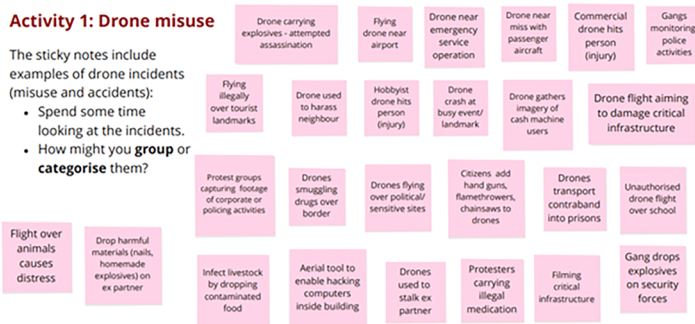 Activity 1: Drone misuse
The sticky notes include
examples of drone incidents
(misuse and accidents):
• Spend some time
looking at the incidents.
• How might you group or
categorise them?
Drone carrying
explosives - attempted
assassination
Flying
drone near
airport
Drone near
emergency
service
operation
Drone near
miss with
passenger
aircraft
Commercial
drone hits
person
(injury)
Gangs
monitoring
police
activities
Flying
illegally
over tourist
landmarks
Drone used
to harass
neighbour
Hobbyist
drone hits
person
(injury)
Drone
crash at
busy event/
landmark
Drone gathers
imagery of
cash machine
users
Drone flight aiming
to damage critical
infrastructure
Protest groups
capturing footage
of corporate or
policing activities
Drones
smuggling
drugs over
border
Drones flying
over political/
sensitive sites
Citizens add
hand guns,
flamethrowers,
chainsaws to
drones
Drones
transport
contraband
into prisons
Unauthorised
drone flight
over school
Flight over
animals
causes
distress
Drop harmful
materials (nails,
homemade
explosives) on
ex partner
Infect livestock
by dropping
contaminated
food
Aerial tool to
enable hacking
computers
inside building
Drones
used to
stalk ex
partner
Protesters
carrying
illegal
medication
Filming
critical
infrastructure
Gang drops
explosives
on security
forces